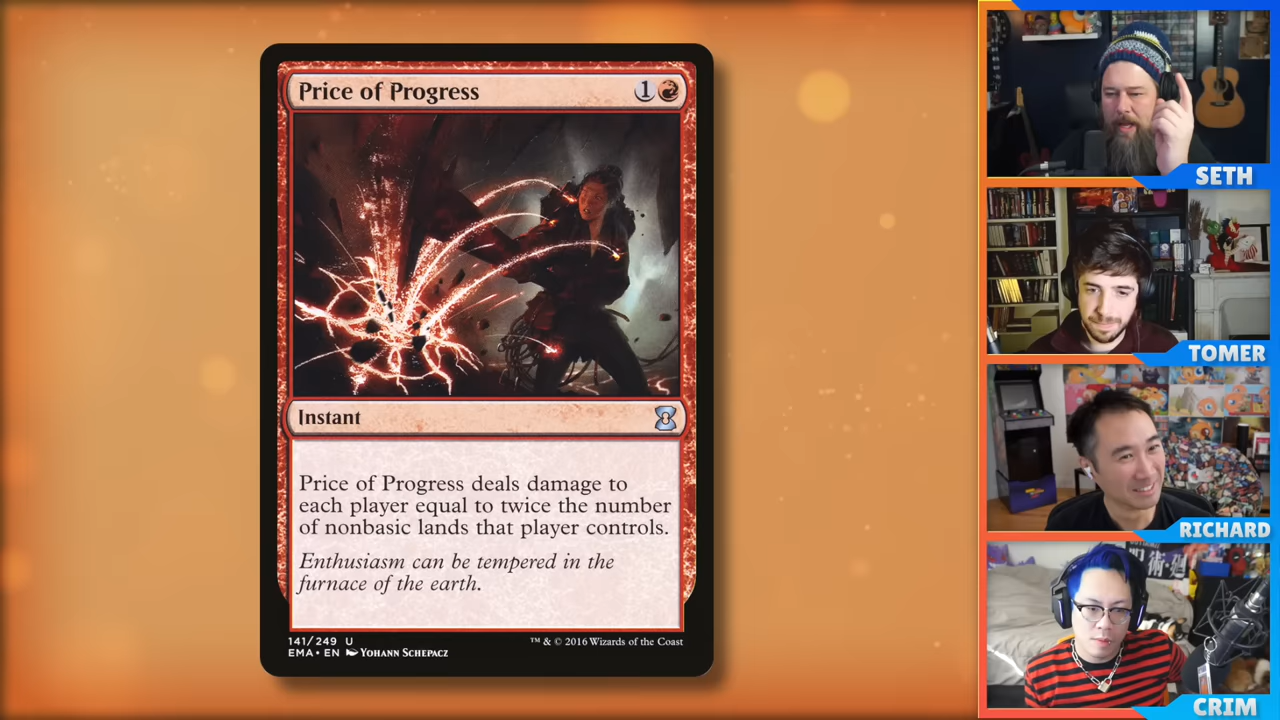 Price of Progress
1
Instant
Price of Progress deals damage to
each player equal to twice the number
of nonbasic lands that player controls.
Enthusiasm can be tempered in the
furnace of the earth.
141/249 U
EMA • EN Yohann Schepacz
™ & © 2016 Wizards of the Coast
SETH
TOMER
RICHARD
CRIM